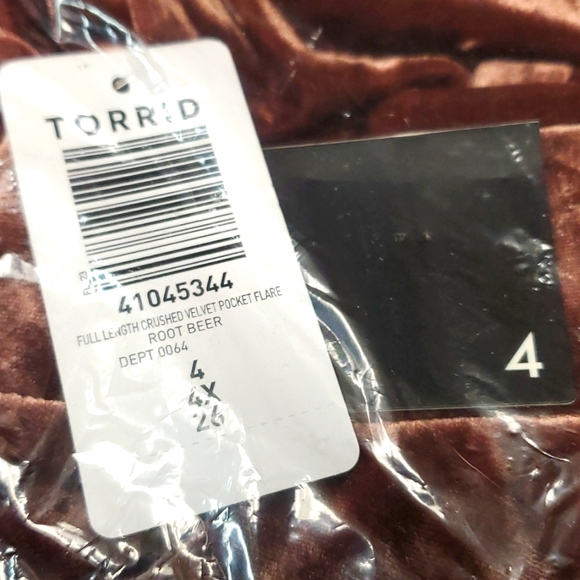 TORRID
41045344
FULL LENGTH CRUSHED VELVET POCKET FLARE
ROOT BEER
DEPT 0064
4
4X
26
4